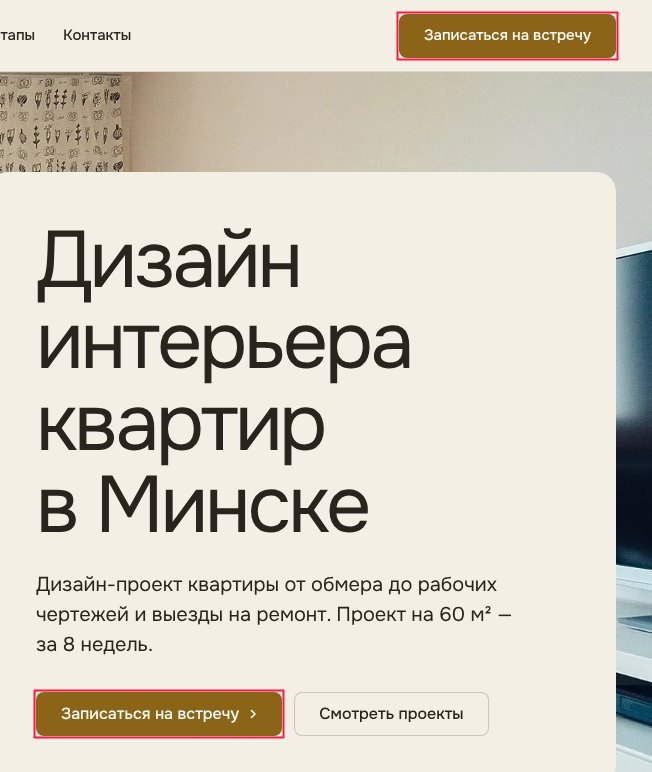 тапы Контакты Записаться на встречу
Дизайн
интерьера
квартир
в Минске
Дизайн-проект квартиры от обмера до рабочих
чертежей и выезды на ремонт. Проект на 60 м² —
за 8 недель.
Записаться на встречу › Смотреть проекты